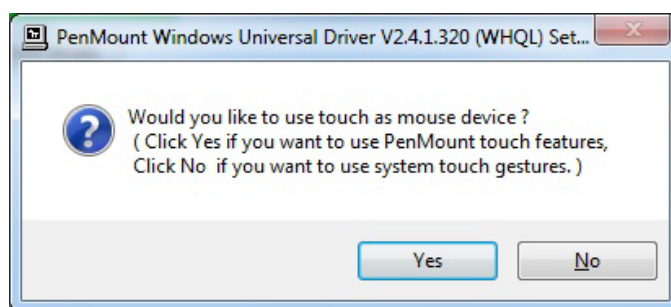 PenMount Windows Universal Driver V2.4.1.320 (WHQL) Set...
Would you like to use touch as mouse device ?
( Click Yes if you want to use PenMount touch features,
Click No  if you want to use system touch gestures. )
Yes
No